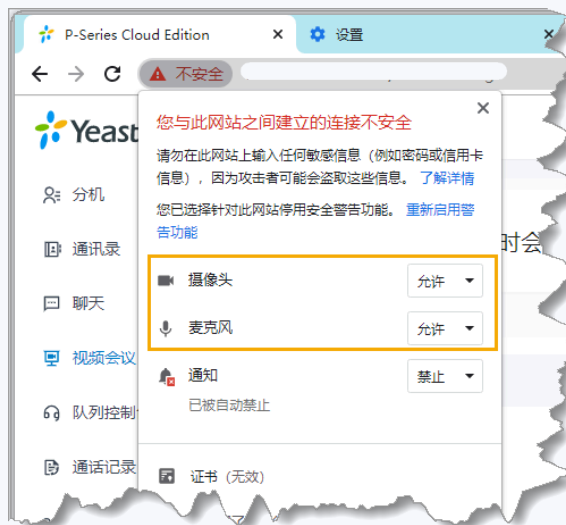 P-Series Cloud Edition
设置
不安全
Yeast
您与此网站之间建立的连接不安全
请勿在此网站上输入任何敏感信息（例如密码或信用卡
信息），因为攻击者可能会盗取这些信息。 了解详情
您已选择针对此网站停用安全警告功能。 重新启用警
告功能
分机
通讯录
时会
摄像头 允许
聊天
麦克风 允许
视频会议
通知 禁止
已被自动禁止
队列控制
通话记录
证书 (无效)